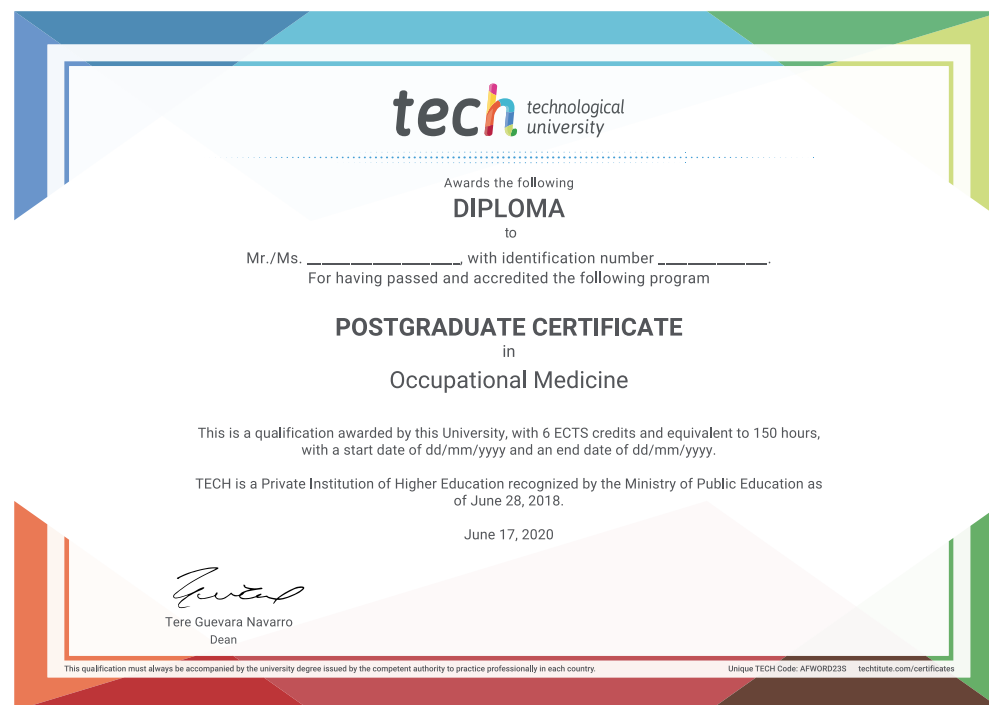 tech technological
university
Awards the following
DIPLOMA
to
Mr./Ms. ____________________, with identification number ______________.
For having passed and accredited the following program
POSTGRADUATE CERTIFICATE
in
Occupational Medicine
This is a qualification awarded by this University, with 6 ECTS credits and equivalent to 150 hours,
with a start date of dd/mm/yyyy and an end date of dd/mm/yyyy.
TECH is a Private Institution of Higher Education recognized by the Ministry of Public Education as
of June 28, 2018.
June 17, 2020
Tere Guevara Navarro
Dean
This qualification must always be accompanied by the university degree issued by the competent authority to practice professionally in each country.
Unique TECH Code: AFWORD23S techtitute.com/certificates